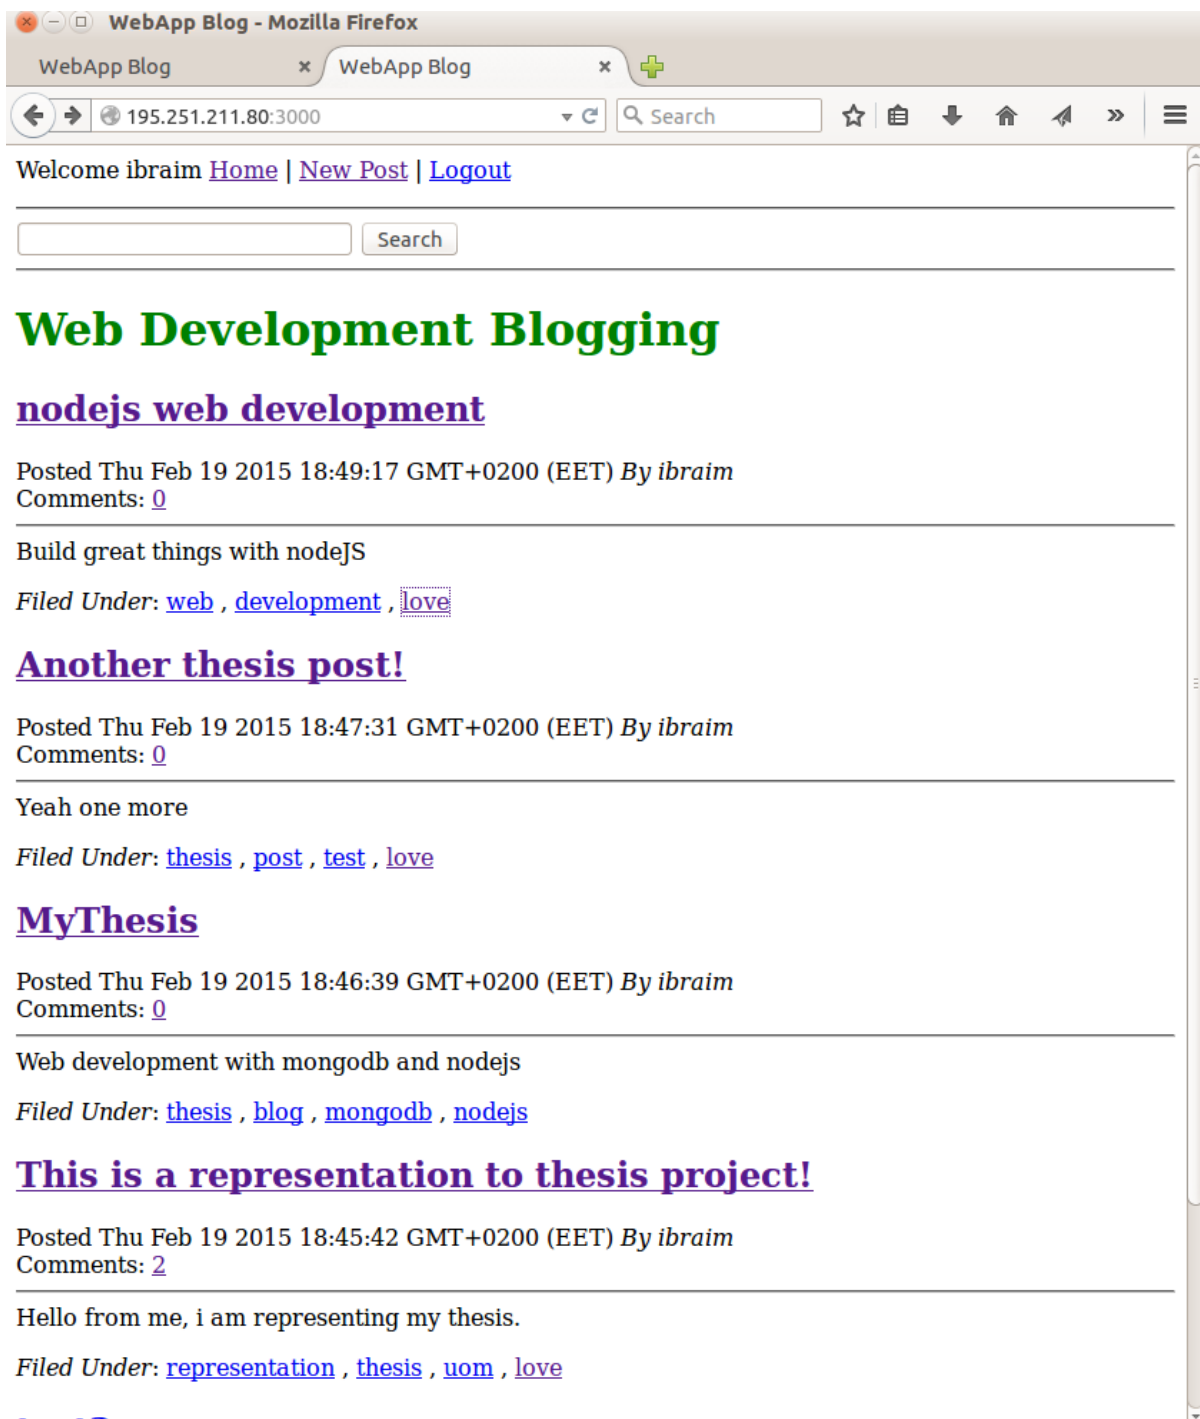 WebApp Blog - Mozilla Firefox
WebApp Blog WebApp Blog
195.251.211.80:3000 Search
Welcome ibraim Home | New Post | Logout
Search
Web Development Blogging
nodejs web development
Posted Thu Feb 19 2015 18:49:17 GMT+0200 (EET) By ibraim
Comments: 0
Build great things with nodeJS
Filed Under: web , development , love
Another thesis post!
Posted Thu Feb 19 2015 18:47:31 GMT+0200 (EET) By ibraim
Comments: 0
Yeah one more
Filed Under: thesis , post , test , love
MyThesis
Posted Thu Feb 19 2015 18:46:39 GMT+0200 (EET) By ibraim
Comments: 0
Web development with mongodb and nodejs
Filed Under: thesis , blog , mongodb , nodejs
This is a representation to thesis project!
Posted Thu Feb 19 2015 18:45:42 GMT+0200 (EET) By ibraim
Comments: 2
Hello from me, i am representing my thesis.
Filed Under: representation , thesis , uom , love